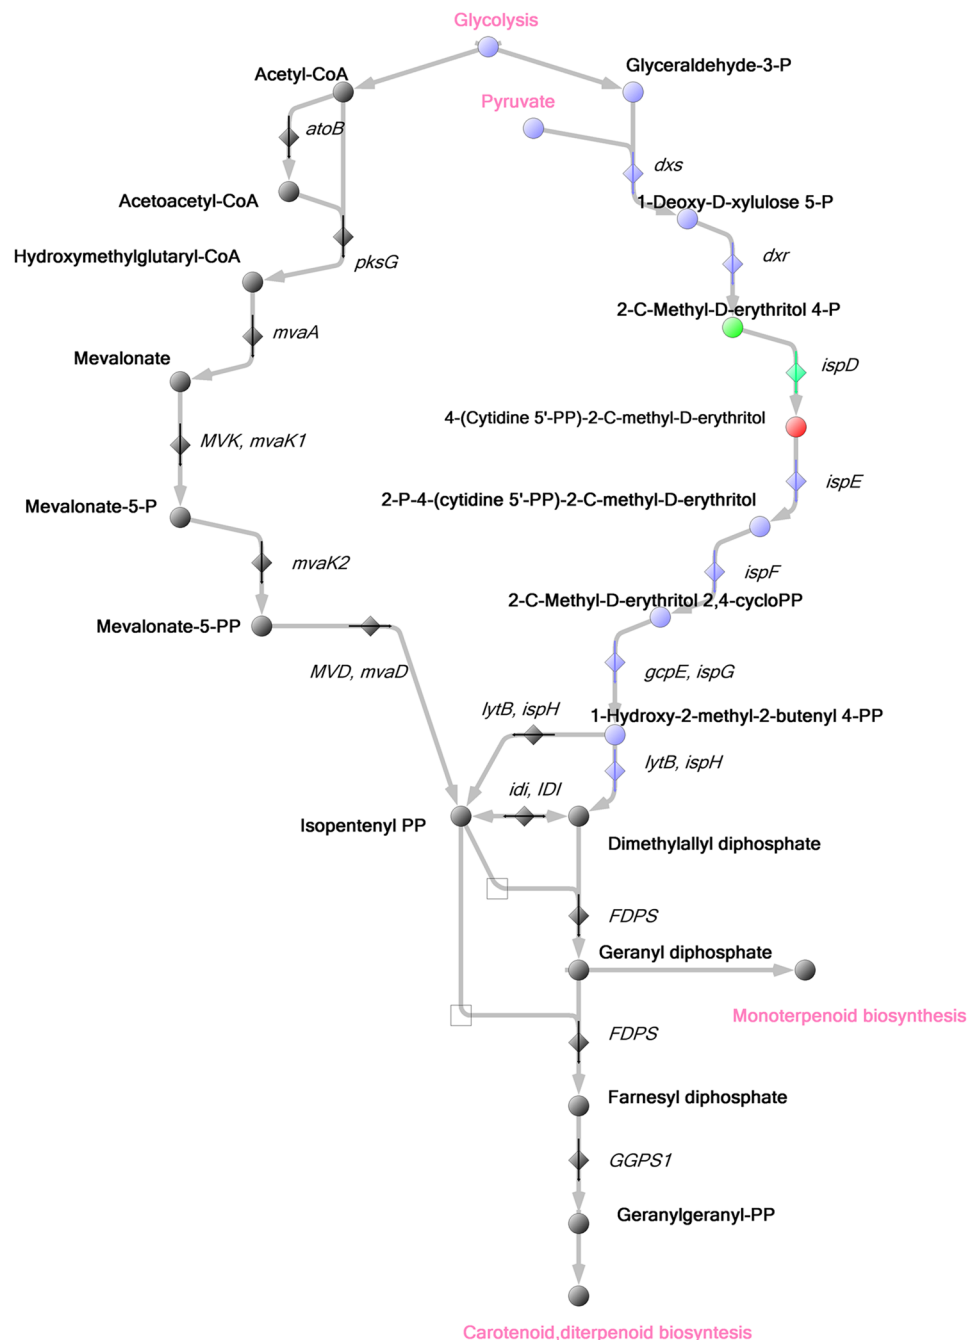 Glycolysis
Acetyl-CoA
Glyceraldehyde-3-P
Pyruvate
atoB
dxs
Acetoacetyl-CoA
1-Deoxy-D-xylulose 5-P
Hydroxymethylglutaryl-CoA
pksG
dxr
2-C-Methyl-D-erythritol 4-P
mvaA
Mevalonate
ispD
4-(Cytidine 5'-PP)-2-C-methyl-D-erythritol
MVK, mvaK1
ispE
Mevalonate-5-P
2-P-4-(cytidine 5'-PP)-2-C-methyl-D-erythritol
mvaK2
ispF
2-C-Methyl-D-erythritol 2,4-cycloPP
Mevalonate-5-PP
MVD, mvaD
gcpE, ispG
lytB, ispH
1-Hydroxy-2-methyl-2-butenyl 4-PP
lytB, ispH
idi, IDI
Isopentenyl PP
Dimethylallyl diphosphate
FDPS
Geranyl diphosphate
Monoterpenoid biosynthesis
FDPS
Farnesyl diphosphate
GGPS1
Geranylgeranyl-PP
Carotenoid,diterpenoid biosyntesis